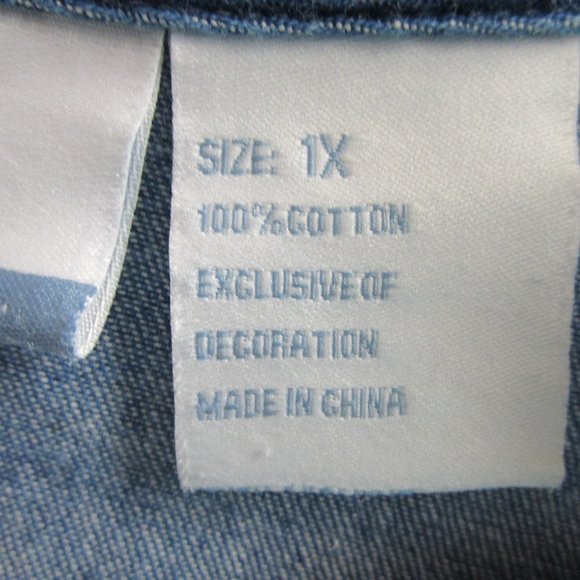 SIZE: 1X
100% COTTON
EXCLUSIVE OF
DECORATION
MADE IN CHINA